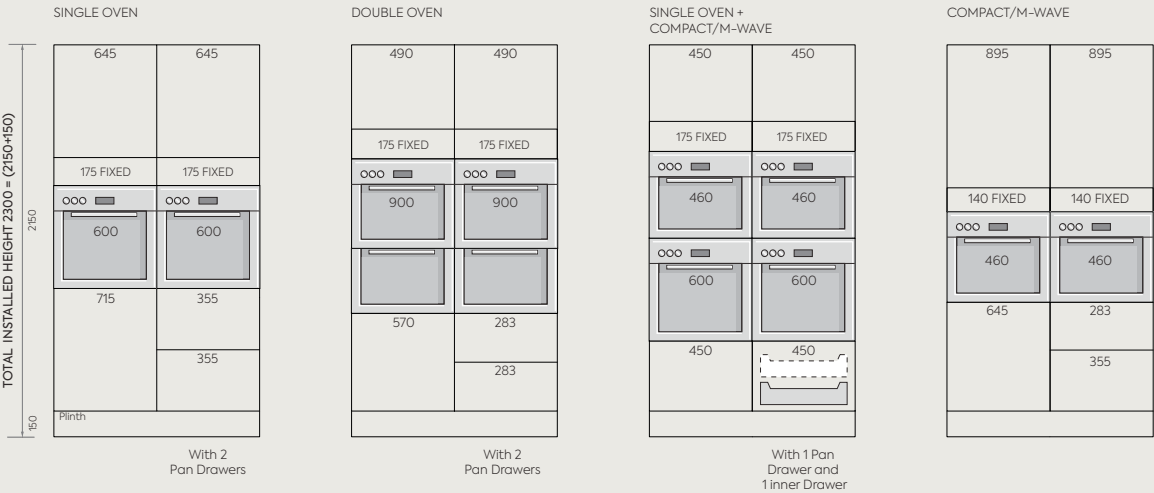 SINGLE OVEN
DOUBLE OVEN
SINGLE OVEN +
COMPACT/M-WAVE
COMPACT/M-WAVE
TOTAL INSTALLED HEIGHT 2300 = (2150+150)
2150
150
645
645
175 FIXED
175 FIXED
600
600
715
355
355
Plinth
With 2
Pan Drawers
490
490
175 FIXED
175 FIXED
900
900
570
283
283
With 2
Pan Drawers
450
450
175 FIXED
175 FIXED
460
460
600
600
450
450
With 1 Pan
Drawer and
1 inner Drawer
895
895
140 FIXED
140 FIXED
460
460
645
283
355